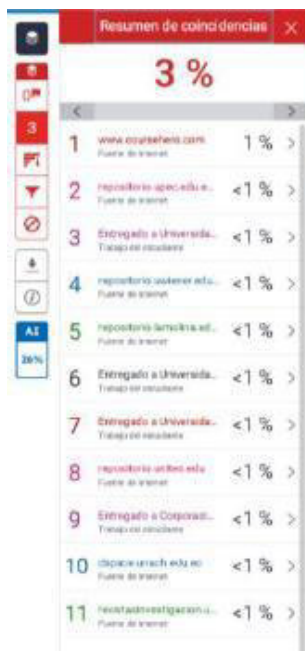 Resumen de coincidencias
3 %
1 www.coursehero.com 1 %
Fuente de Internet
2 repositorio.upec.edu.e... <1 %
Fuente de Internet
3 Entregado a Universida... <1 %
Trabajo del estudiante
4 repositorio.uwiener.edu... <1 %
Fuente de Internet
5 repositorio.lamolina.ed... <1 %
Fuente de Internet
6 Entregado a Universida... <1 %
Trabajo del estudiante
7 Entregado a Universida... <1 %
Trabajo del estudiante
8 repositorio.unitec.edu <1 %
Fuente de Internet
9 Entregado a Corporaci... <1 %
Trabajo del estudiante
10 dspace.unach.edu.ec <1 %
Fuente de Internet
11 revistasinvestigacion.u... <1 %
Fuente de Internet
0
3
AI